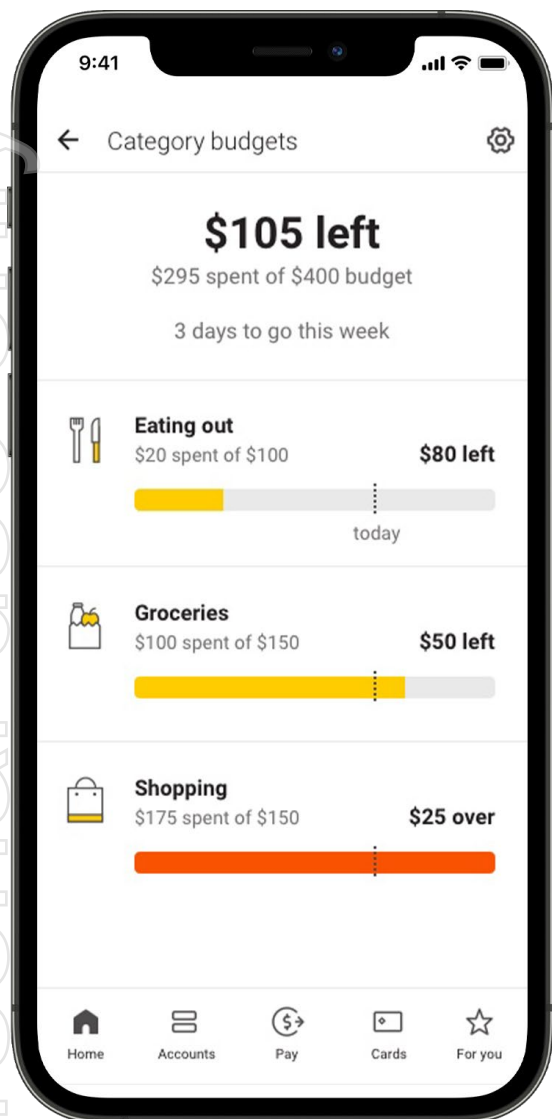 9:41
Category budgets
$105 left
$295 spent of $400 budget
3 days to go this week
Eating out
$20 spent of $100
$80 left
today
Groceries
$100 spent of $150
$50 left
Shopping
$175 spent of $150
$25 over
Home
Accounts
Pay
Cards
For you